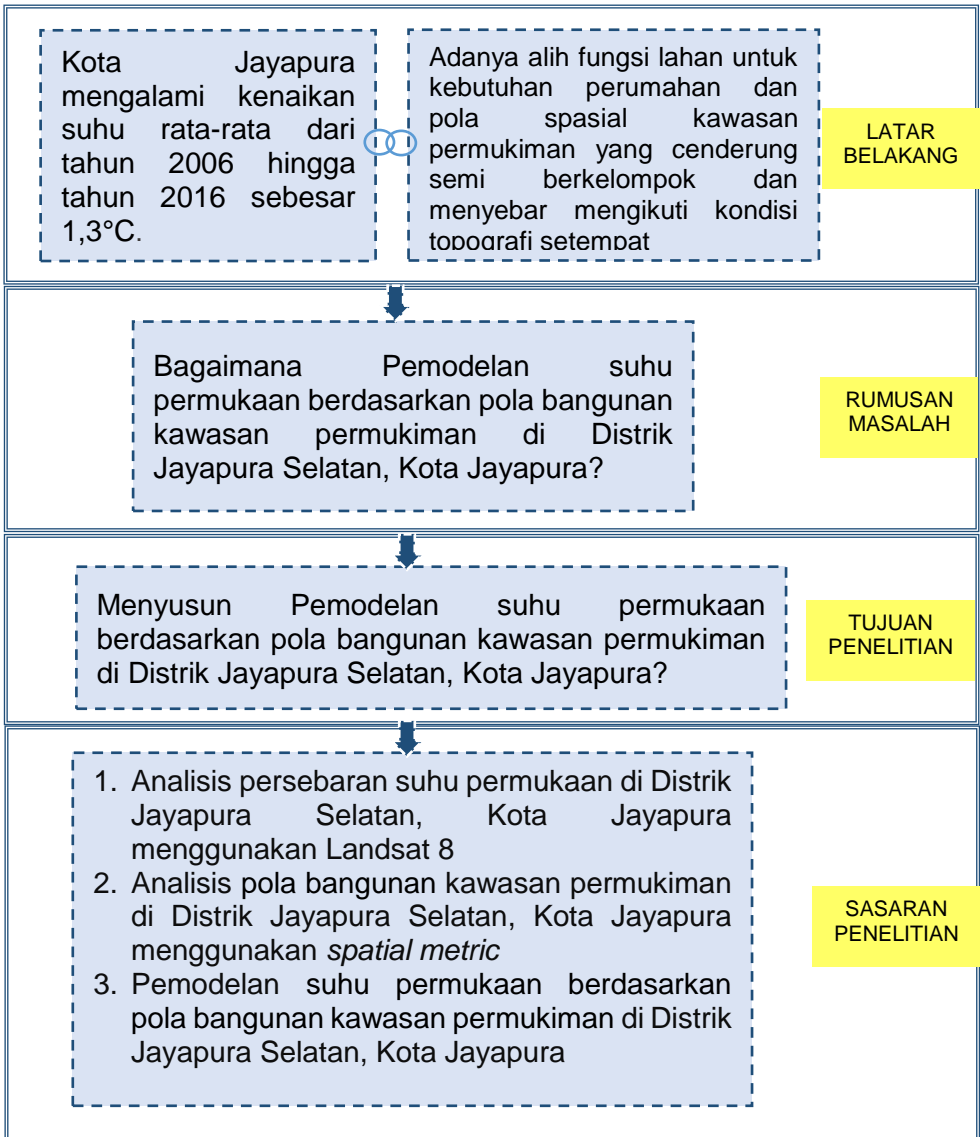 Kota Jayapura
mengalami kenaikan
suhu rata-rata dari
tahun 2006 hingga
tahun 2016 sebesar
1,3°C.
Adanya alih fungsi lahan untuk
kebutuhan perumahan dan
pola spasial kawasan
permukiman yang cenderung
semi berkelompok dan
menyebar mengikuti kondisi
topografi setempat
LATAR
BELAKANG
Bagaimana Pemodelan suhu
permukaan berdasarkan pola bangunan
kawasan permukiman di Distrik
Jayapura Selatan, Kota Jayapura?
RUMUSAN
MASALAH
Menyusun Pemodelan suhu permukaan
berdasarkan pola bangunan kawasan permukiman
di Distrik Jayapura Selatan, Kota Jayapura?
TUJUAN
PENELITIAN
1. Analisis persebaran suhu permukaan di Distrik
Jayapura Selatan, Kota Jayapura
menggunakan Landsat 8
2. Analisis pola bangunan kawasan permukiman
di Distrik Jayapura Selatan, Kota Jayapura
menggunakan spatial metric
3. Pemodelan suhu permukaan berdasarkan
pola bangunan kawasan permukiman di Distrik
Jayapura Selatan, Kota Jayapura
SASARAN
PENELITIAN